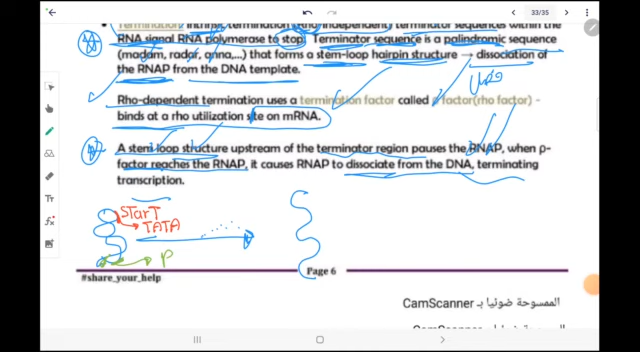 33/35
Termination: Intrinsic termination (Rho independent) terminator sequences within the
RNA signal RNA polymerase to stop. Terminator sequence is a palindromic sequence
(madam, radar, anna,...) that forms a stem-loop hairpin structure → dissociation of
the RNAP from the DNA template.
Rho-dependent termination uses a termination factor called ρ factor(rho factor) -
binds at a rho utilization site on mRNA.
A stem-loop structure upstream of the terminator region pauses the RNAP, when ρ-
factor reaches the RNAP, it causes RNAP to dissociate from the DNA, terminating
transcription.
STarT
TATA
P
Page 6
#share_your_help
الممسوحة ضوئيا بـ CamScanner